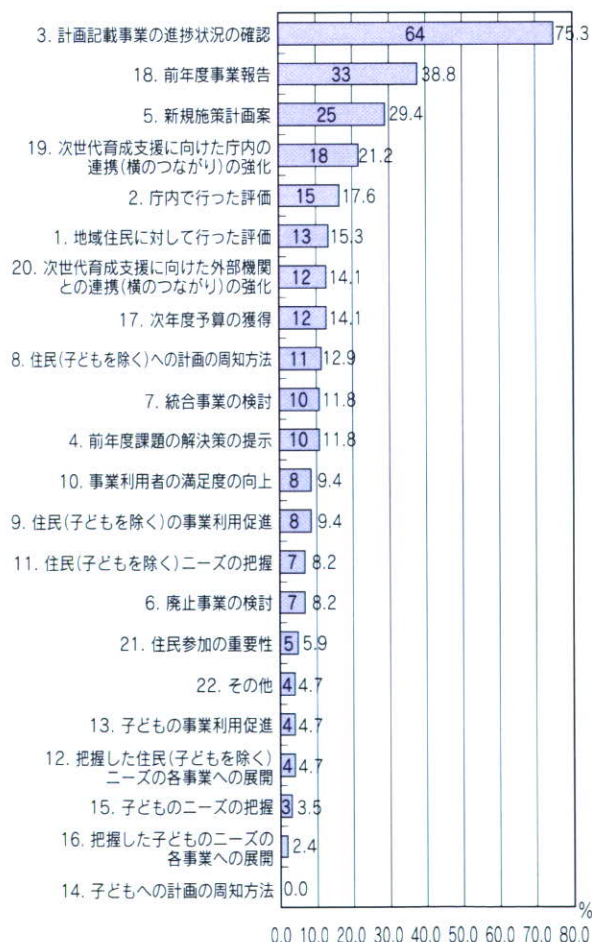 3. 計画記載事業の進捗状況の確認 64 75.3
18. 前年度事業報告 33 38.8
5. 新規施策計画案 25 29.4
19. 次世代育成支援に向けた庁内の
連携(横のつながり)の強化 18 21.2
2. 庁内で行った評価 15 17.6
1. 地域住民に対して行った評価 13 15.3
20. 次世代育成支援に向けた外部機関
との連携(横のつながり)の強化 12 14.1
17. 次年度予算の獲得 12 14.1
8. 住民(子どもを除く)への計画の周知方法 11 12.9
7. 統合事業の検討 10 11.8
4. 前年度課題の解決策の提示 10 11.8
10. 事業利用者の満足度の向上 8 9.4
9. 住民(子どもを除く)の事業利用促進 8 9.4
11. 住民(子どもを除く)ニーズの把握 7 8.2
6. 廃止事業の検討 7 8.2
21. 住民参加の重要性 5 5.9
22. その他 4 4.7
13. 子どもの事業利用促進 4 4.7
12. 把握した住民(子どもを除く)
ニーズの各事業への展開 4 4.7
15. 子どものニーズの把握 3 3.5
16. 把握した子どものニーズの
各事業への展開 2.4
14. 子どもへの計画の周知方法 0.0
%
0.0 10.0 20.0 30.0 40.0 50.0 60.0 70.0 80.0